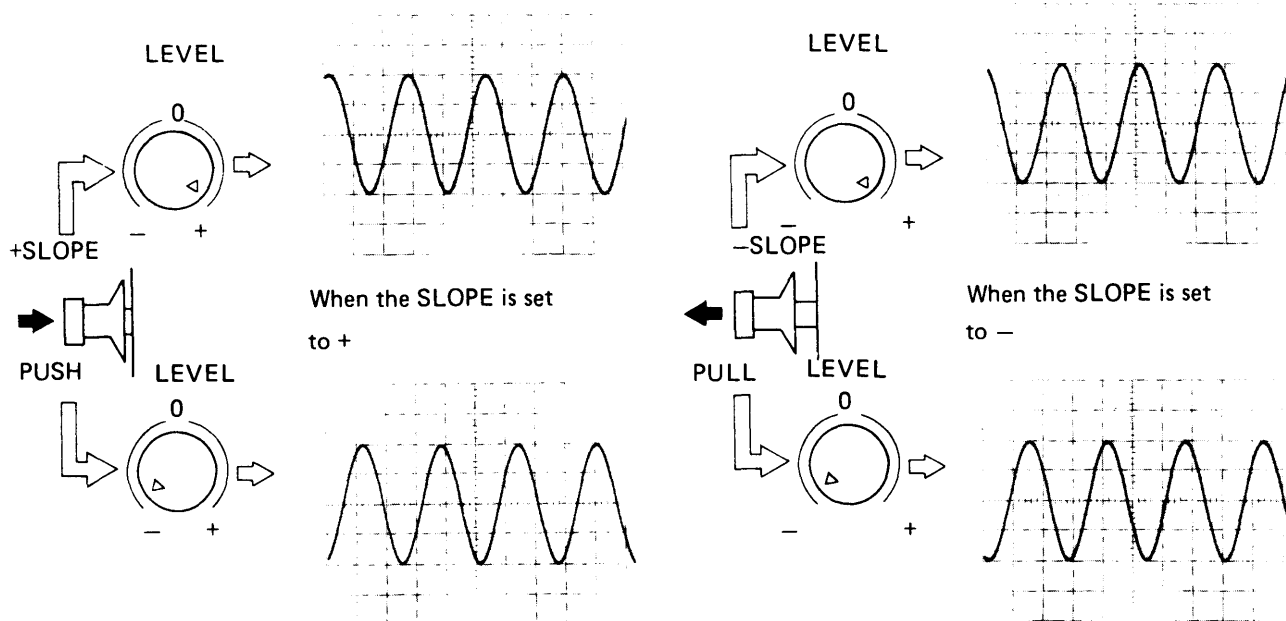 LEVEL
0
− +
+SLOPE
PUSH
LEVEL
0
− +
When the SLOPE is set
to +
LEVEL
0
− +
−SLOPE
PULL
LEVEL
0
− +
When the SLOPE is set
to −